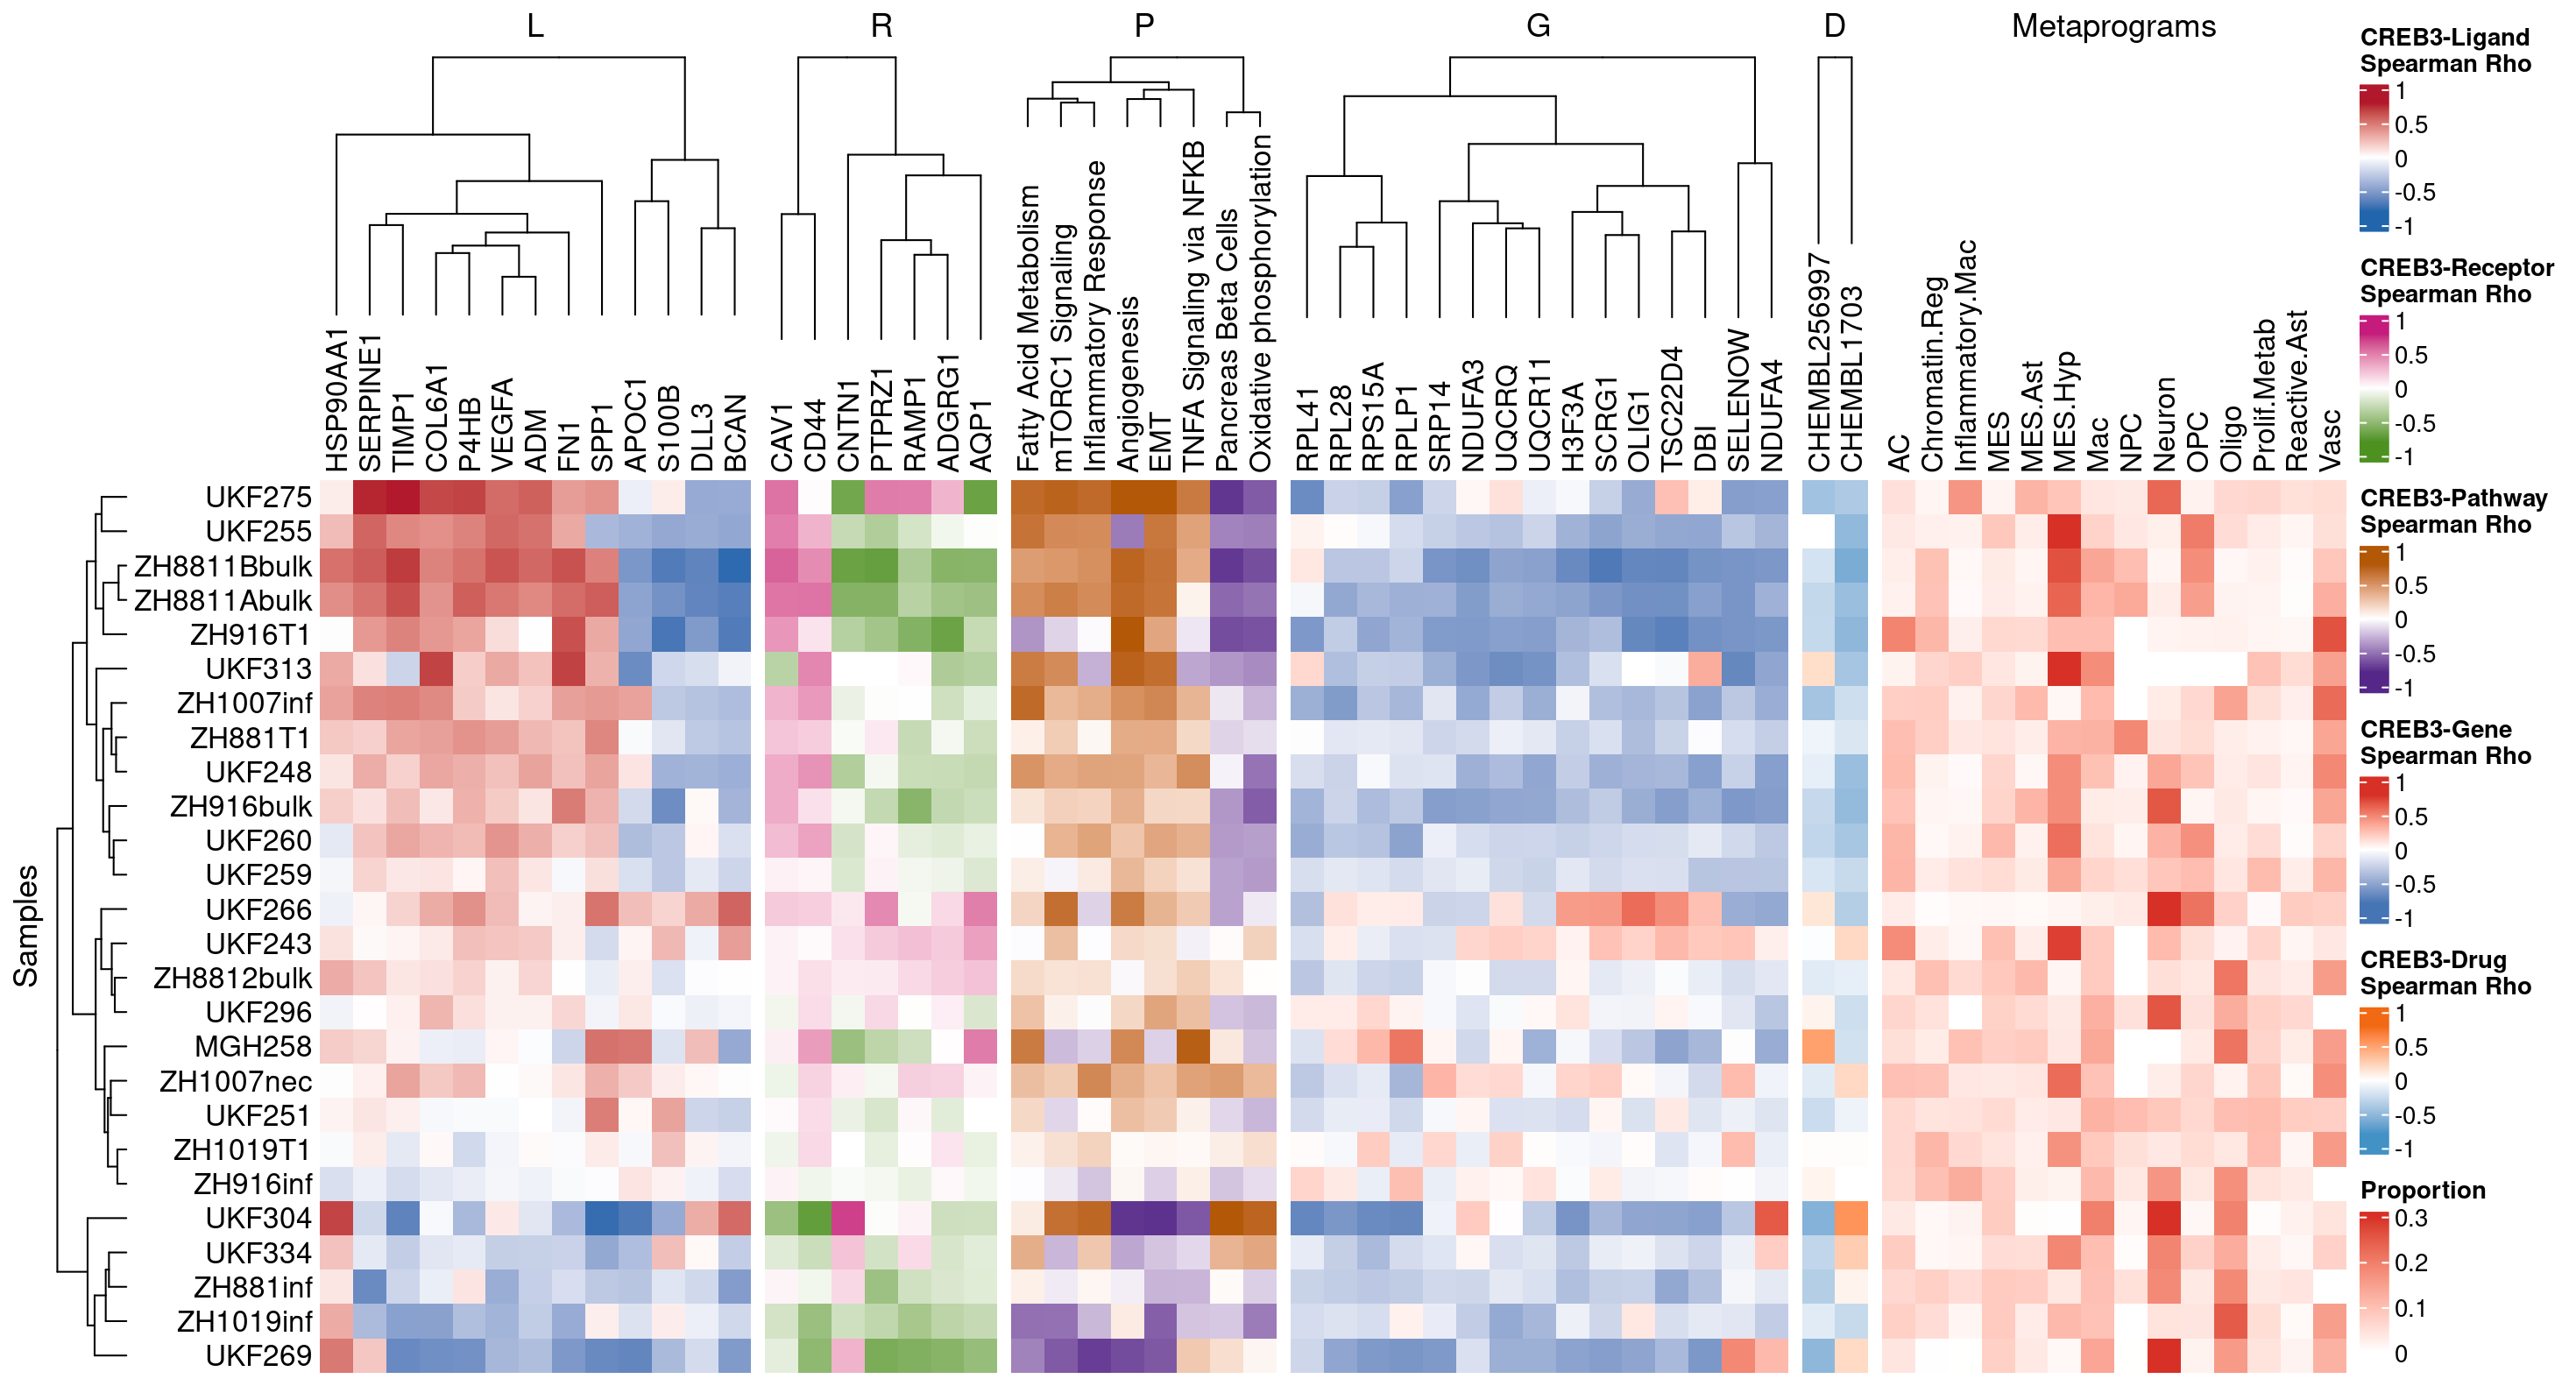 L
R
P
G
D
Metaprograms
HSP90AA1
SERPINE1
TIMP1
COL6A1
P4HB
VEGFA
ADM
FN1
SPP1
APOC1
S100B
DLL3
BCAN
CAV1
CD44
CNTN1
PTPRZ1
RAMP1
ADGRG1
AQP1
Fatty Acid Metabolism
mTORC1 Signaling
Inflammatory Response
Angiogenesis
EMT
TNFA Signaling via NFKB
Pancreas Beta Cells
Oxidative phosphorylation
RPL41
RPL28
RPS15A
RPLP1
SRP14
NDUFA3
UQCRQ
UQCR11
H3F3A
SCRG1
OLIG1
TSC22D4
DBI
SELENOW
NDUFA4
CHEMBL256997
CHEMBL1703
AC
Chromatin.Reg
Inflammatory.Mac
MES
MES.Ast
MES.Hyp
Mac
NPC
Neuron
OPC
Oligo
Prolif.Metab
Reactive.Ast
Vasc
Samples
UKF275
UKF255
ZH8811Bbulk
ZH8811Abulk
ZH916T1
UKF313
ZH1007inf
ZH881T1
UKF248
ZH916bulk
UKF260
UKF259
UKF266
UKF243
ZH8812bulk
UKF296
MGH258
ZH1007nec
UKF251
ZH1019T1
ZH916inf
UKF304
UKF334
ZH881inf
ZH1019inf
UKF269
CREB3-Ligand
Spearman Rho
1
0.5
0
-0.5
-1
CREB3-Receptor
Spearman Rho
1
0.5
0
-0.5
-1
CREB3-Pathway
Spearman Rho
1
0.5
0
-0.5
-1
CREB3-Gene
Spearman Rho
1
0.5
0
-0.5
-1
CREB3-Drug
Spearman Rho
1
0.5
0
-0.5
-1
Proportion
0.3
0.2
0.1
0